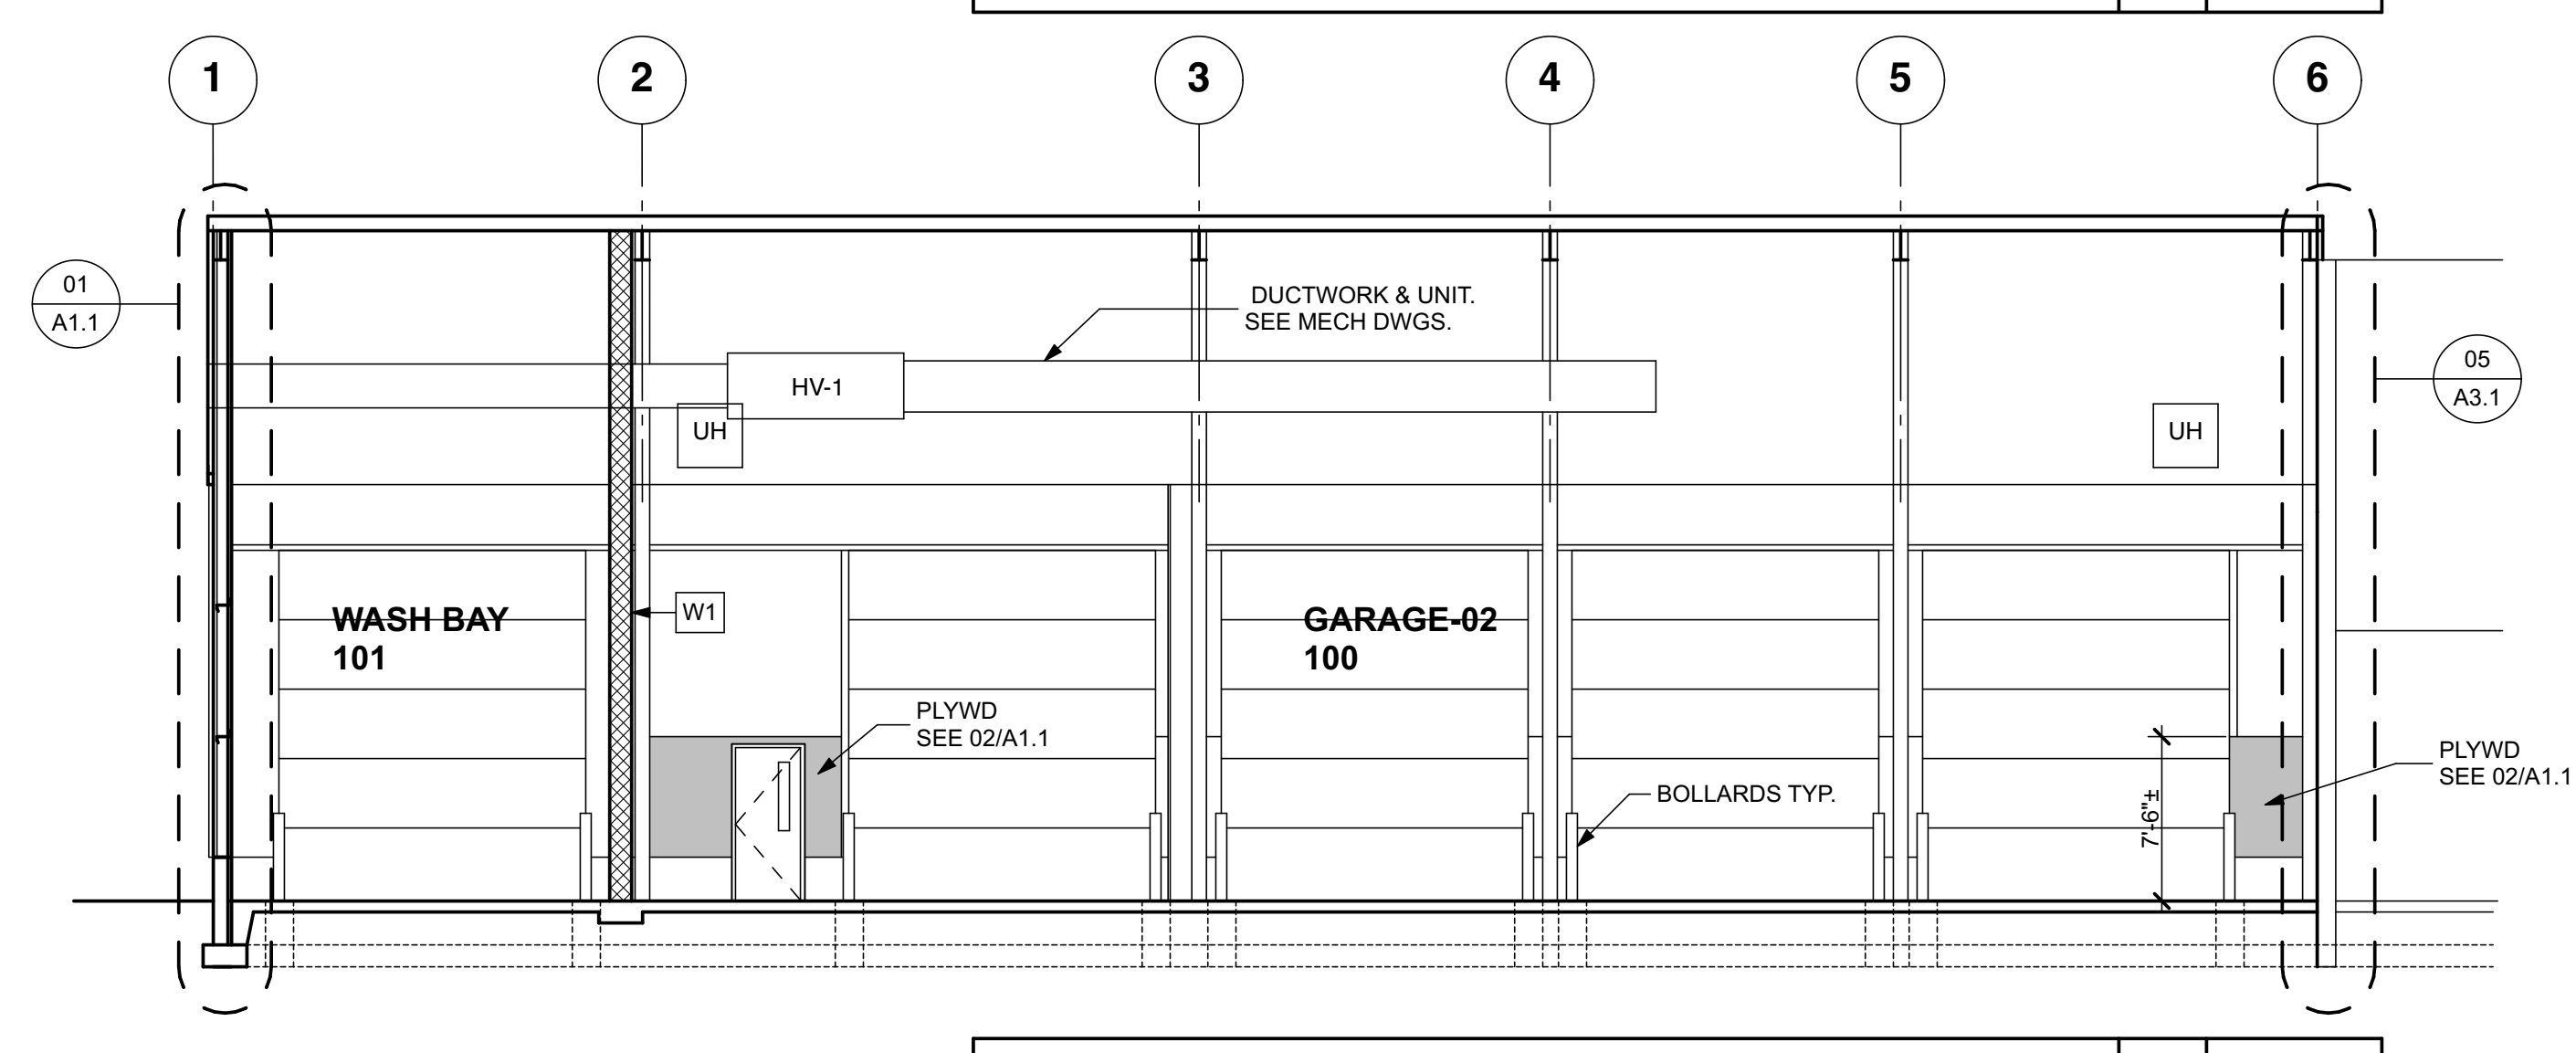 1
2
3
4
5
6
01
A1.1
DUCTWORK & UNIT.
SEE MECH DWGS.
05
A3.1
HV-1
UH
UH
WASH BAY
101
W1
GARAGE-02
100
PLYWD
SEE 02/A1.1
PLYWD
SEE 02/A1.1
BOLLARDS TYP.
7'-6"±